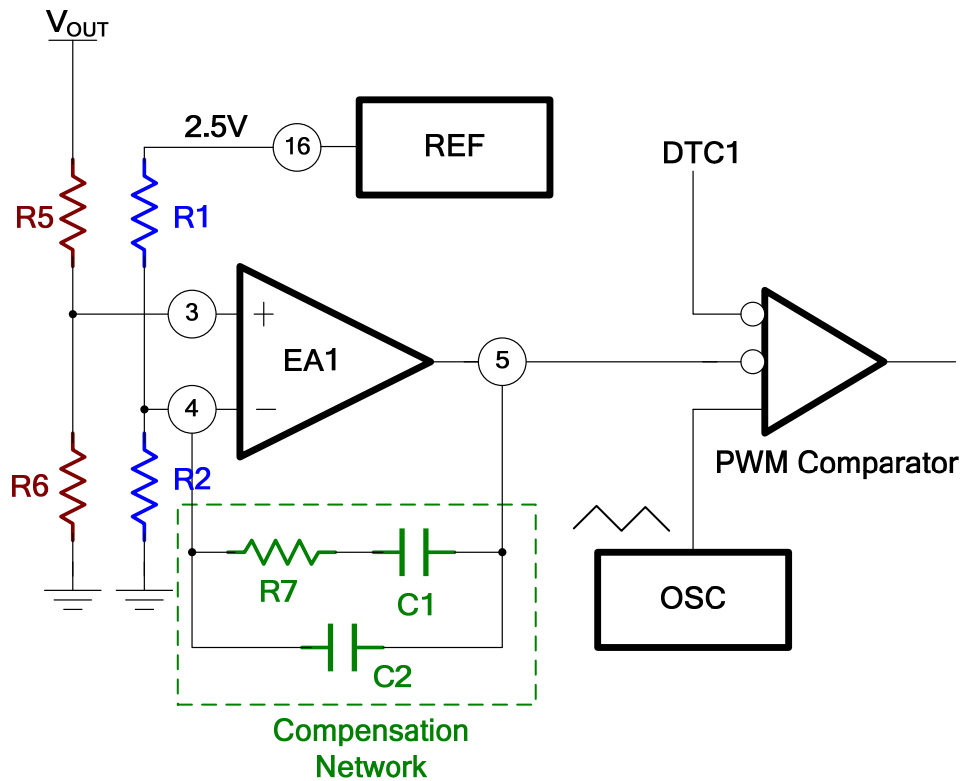 VOUT
2.5V
16
REF
DTC1
R5
R1
3
+
EA1
5
4
−
R6
R2
PWM Comparator
R7
C1
OSC
C2
Compensation
Network